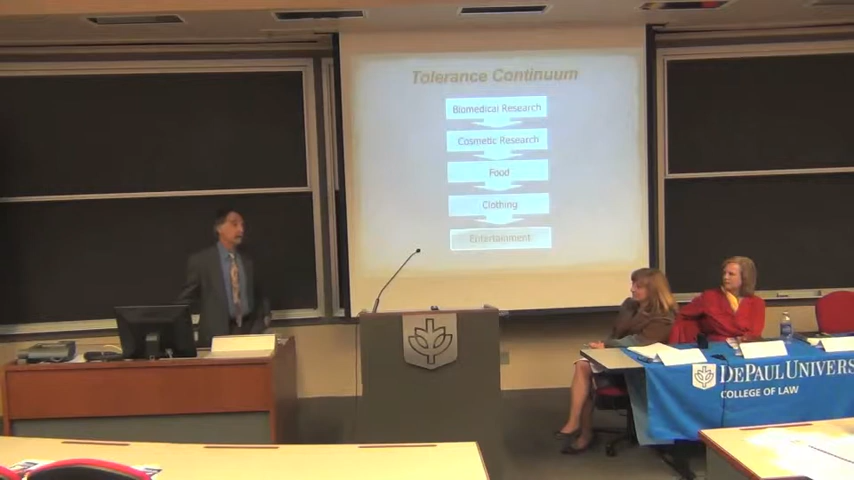 Tolerance Continuum
Biomedical Research
Cosmetic Research
Food
Clothing
Entertainment
DEPAUL UNIVERS
COLLEGE OF LAW